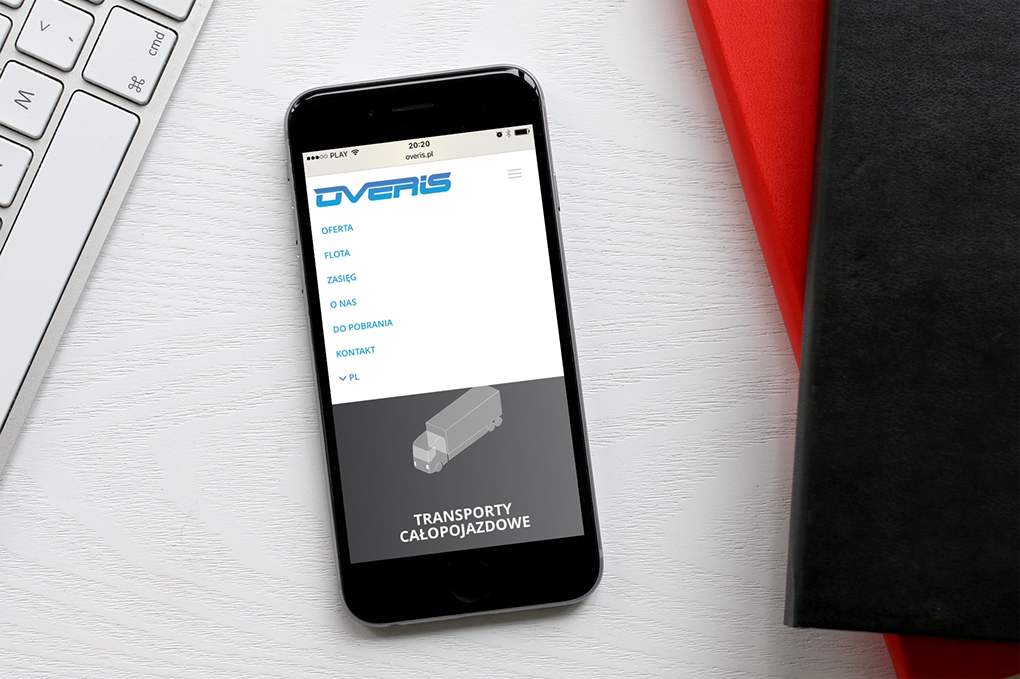 < ,
cmd
⌘
M
PLAY 20:20
overis.pl
OVERIS
OFERTA
FLOTA
ZASIĘG
O NAS
DO POBRANIA
KONTAKT
PL
TRANSPORTY
CAŁOPOJAZDOWE